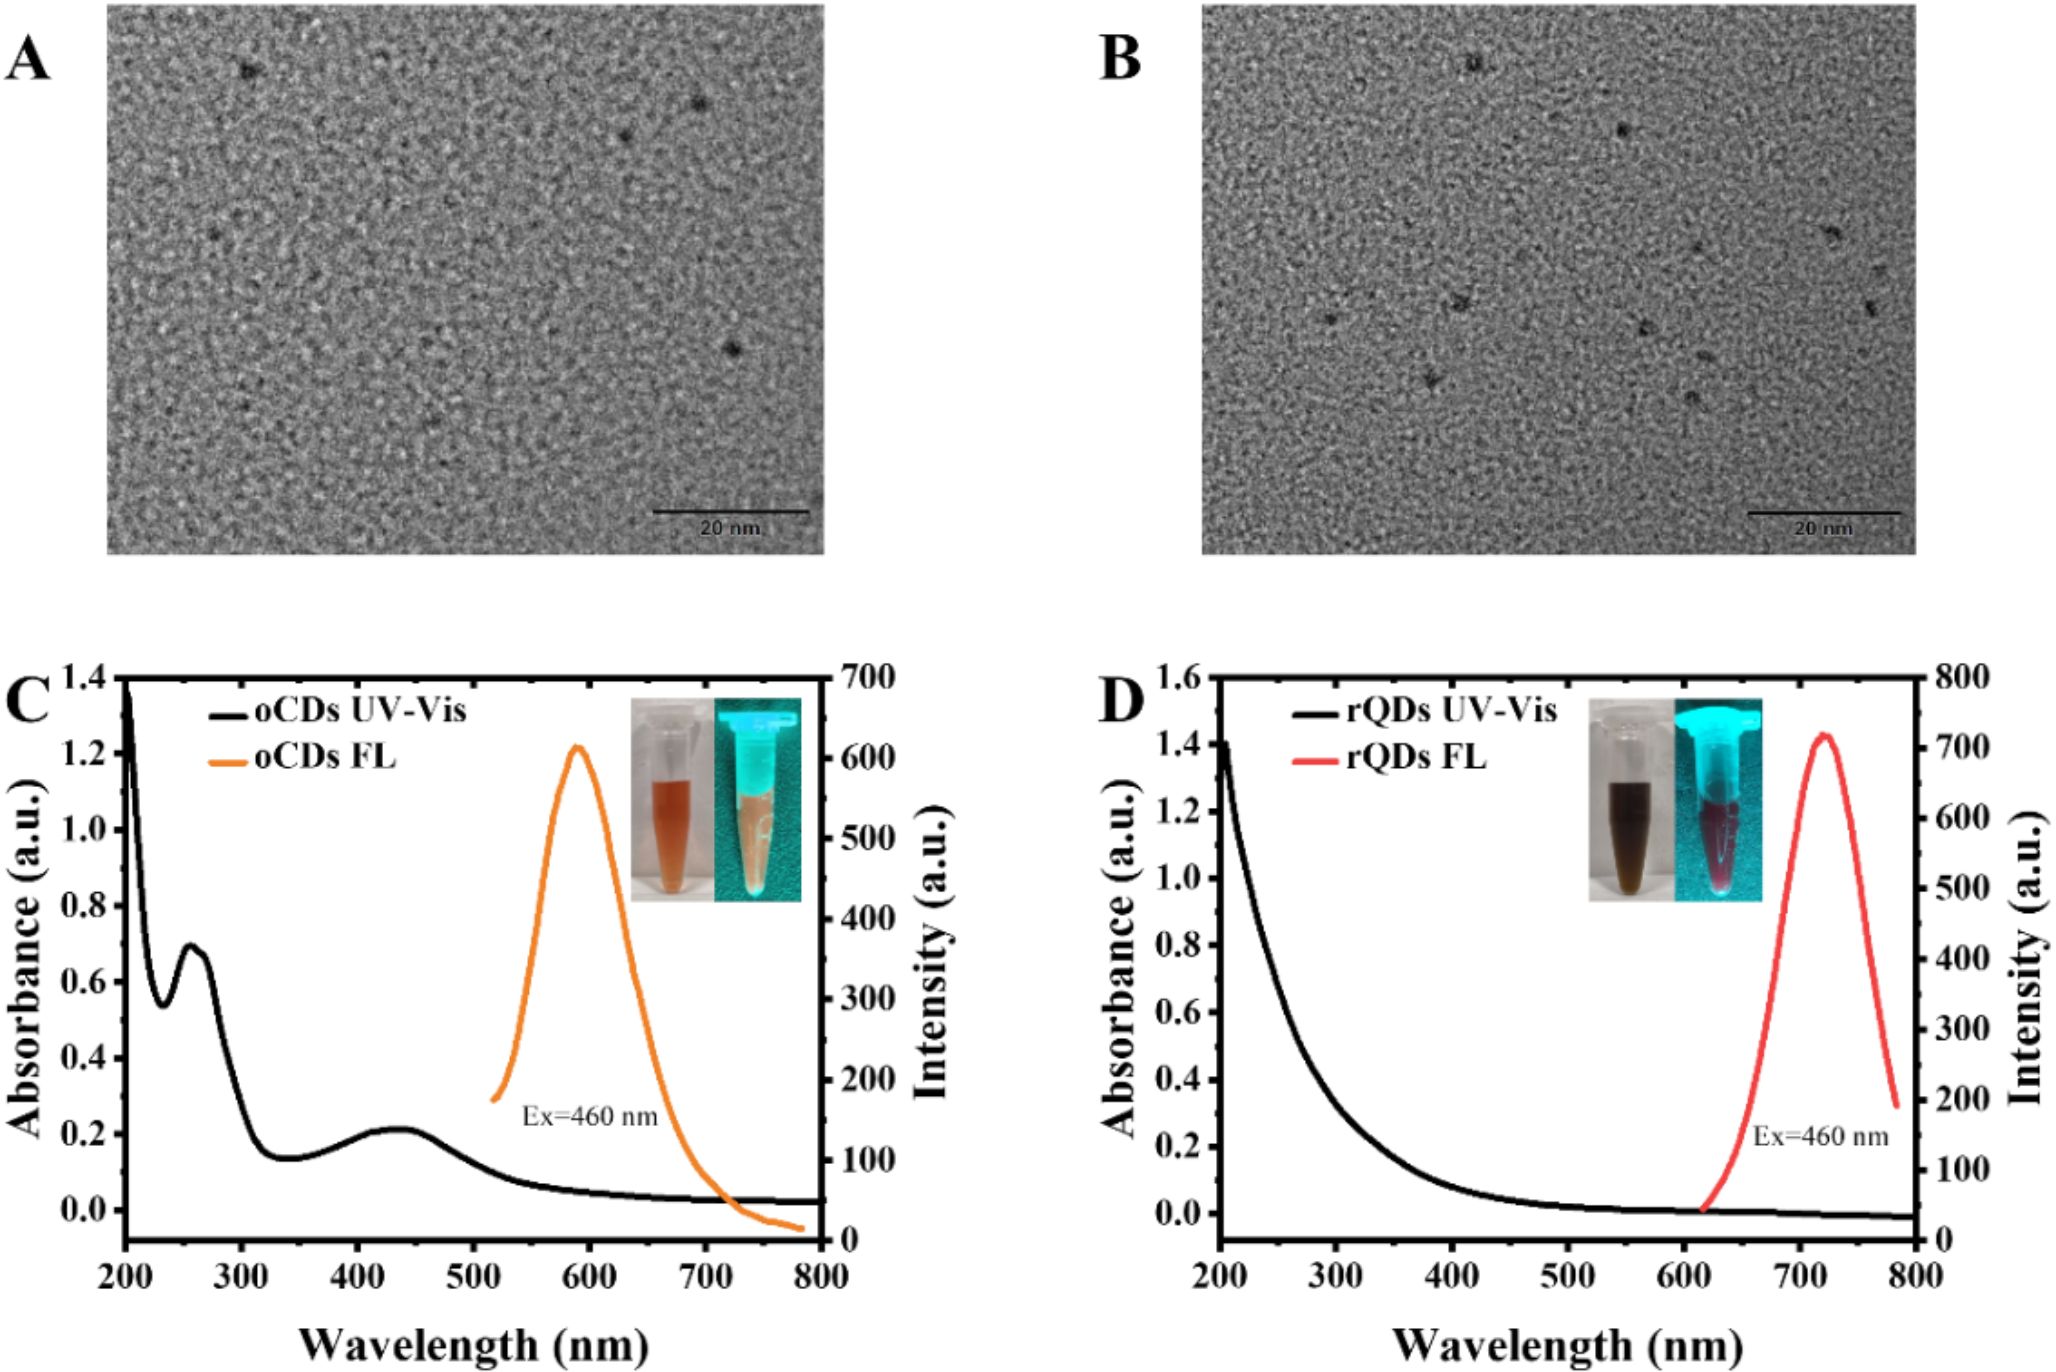 A
20 nm
B
20 nm
C
oCDs UV-Vis
oCDs FL
Ex=460 nm
1.4
1.2
1.0
0.8
0.6
0.4
0.2
0.0
700
600
500
400
300
200
100
0
200 300 400 500 600 700 800
Absorbance (a.u.)
Intensity (a.u.)
Wavelength (nm)
D
rQDs UV-Vis
rQDs FL
Ex=460 nm
1.6
1.4
1.2
1.0
0.8
0.6
0.4
0.2
0.0
800
700
600
500
400
300
200
100
0
200 300 400 500 600 700 800
Absorbance (a.u.)
Intensity (a.u.)
Wavelength (nm)